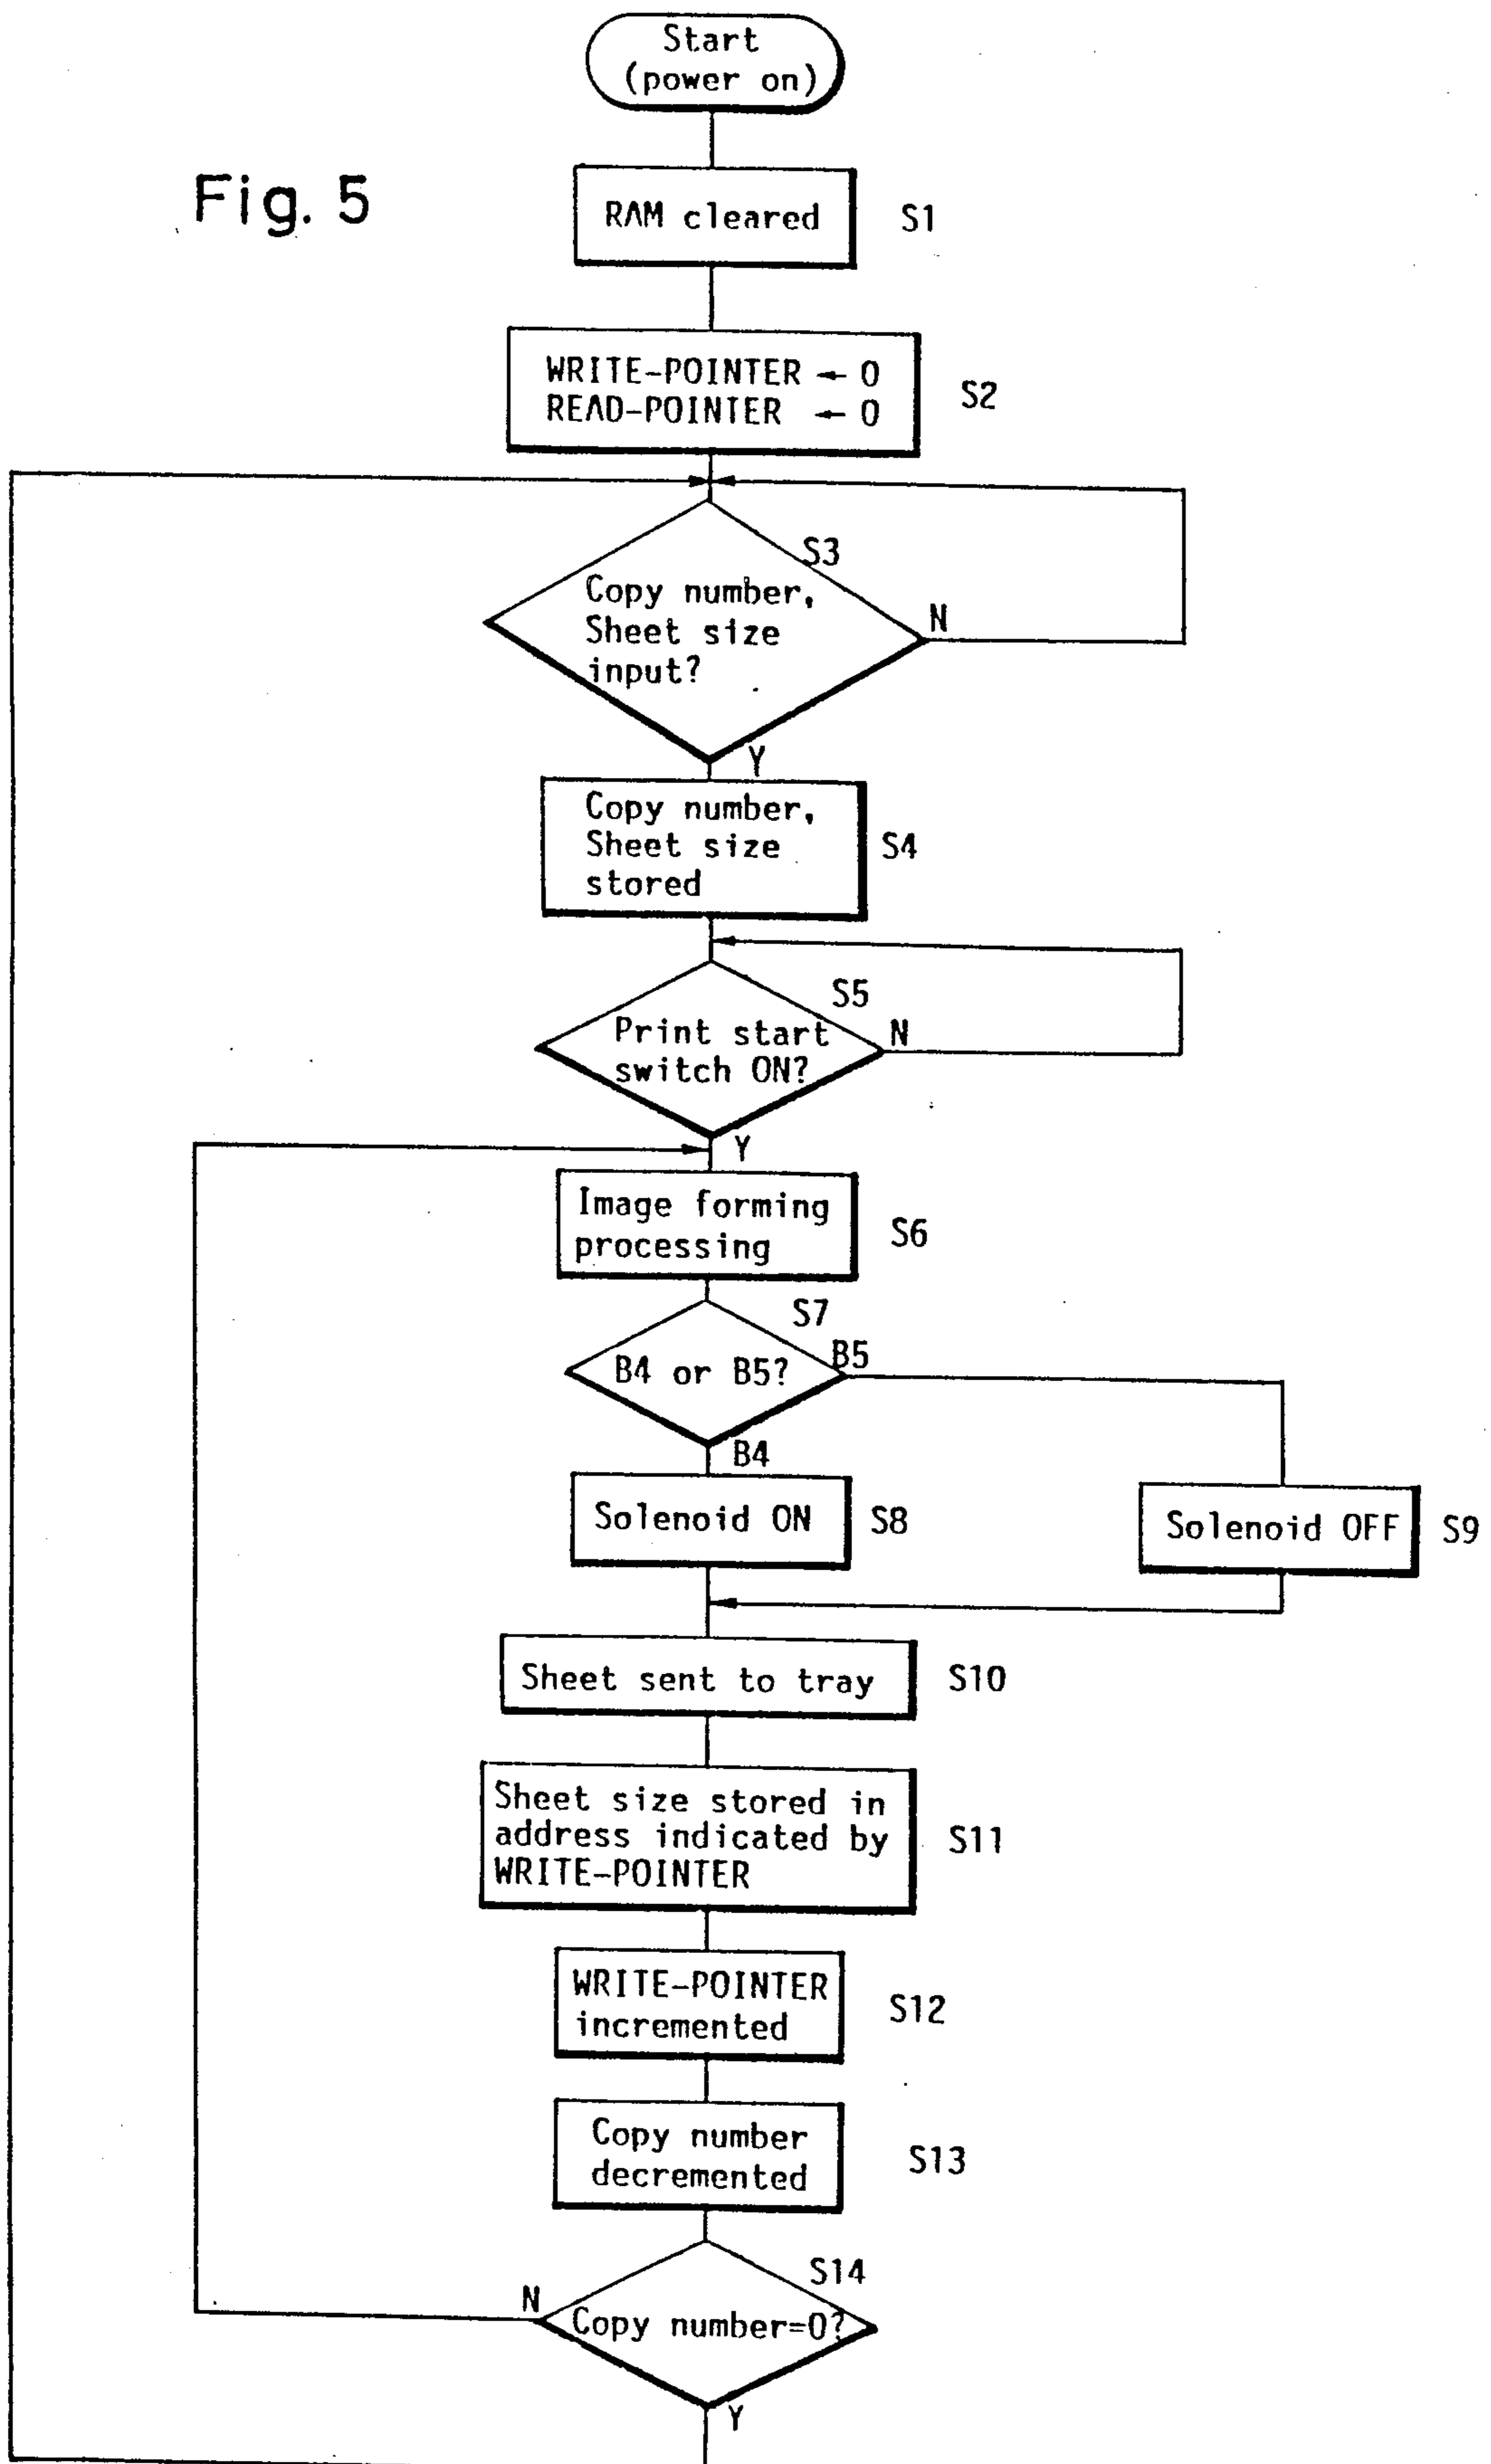 Start
(power on)
Fig. 5
RAM cleared
S1
WRITE-POINTER ← 0
READ-POINTER ← 0
S2
S3
Copy number,
Sheet size
input?
N
Y
Copy number,
Sheet size
stored
S4
S5
Print start
switch ON?
N
Y
Image forming
processing
S6
S7
B4 or B5?
B5
B4
Solenoid ON
S8
Solenoid OFF
S9
Sheet sent to tray
S10
Sheet size stored in
address indicated by
WRITE-POINTER
S11
WRITE-POINTER
incremented
S12
Copy number
decremented
S13
S14
N
Copy number=0?
Y